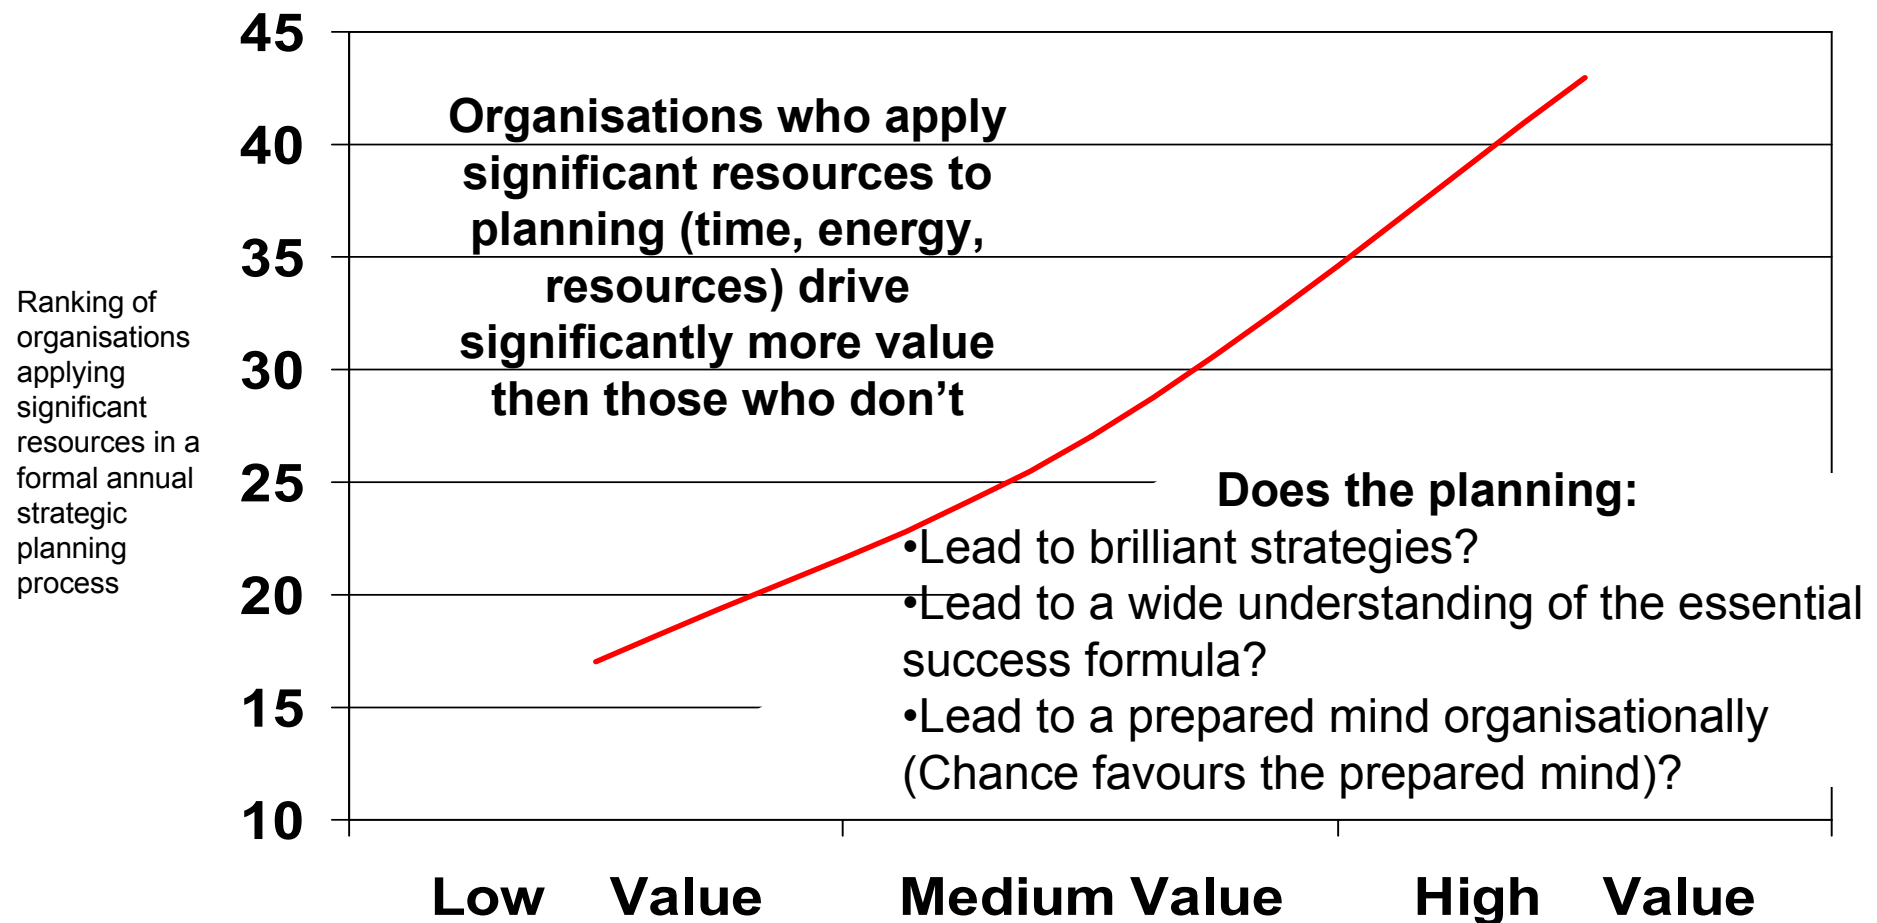 45
40
35
30
25
20
15
10
Ranking of
organisations
applying
significant
resources in a
formal annual
strategic
planning
process
Organisations who apply
significant resources to
planning (time, energy,
resources) drive
significantly more value
then those who don’t
Does the planning:
•Lead to brilliant strategies?
•Lead to a wide understanding of the essential
success formula?
•Lead to a prepared mind organisationally
(Chance favours the prepared mind)?
Low Value Medium Value High Value